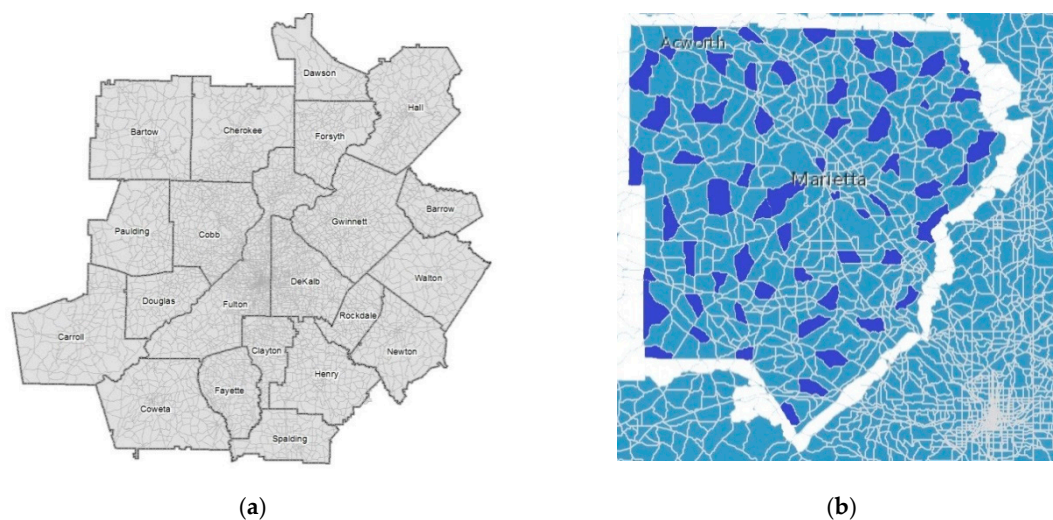 Dawson
Hall
Bartow
Cherokee
Forsyth
Barrow
Gwinnett
Paulding
Cobb
Walton
DeKalb
Douglas
Fulton
Rockdale
Carroll
Clayton
Newton
Henry
Fayette
Coweta
Spalding
(a)
Acworth
Marietta
(b)